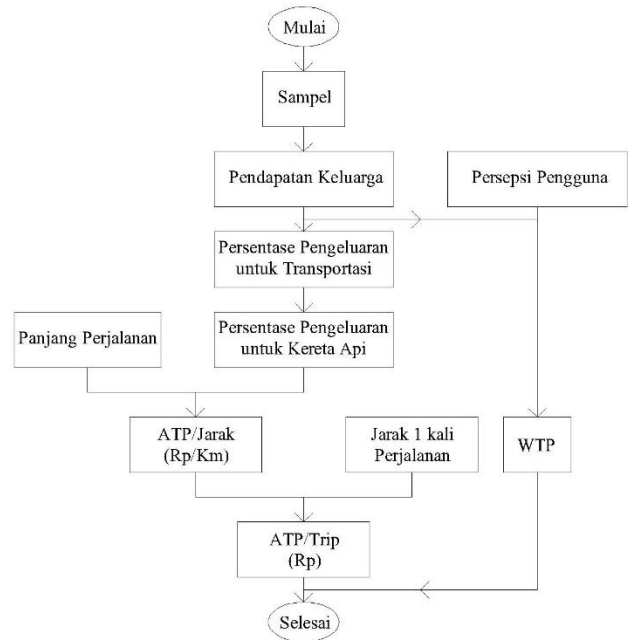 Mulai
Sampel
Pendapatan Keluarga
Persepsi Pengguna
Persentase Pengeluaran
untuk Transportasi
Panjang Perjalanan
Persentase Pengeluaran
untuk Kereta Api
ATP/Jarak
(Rp/Km)
Jarak 1 kali
Perjalanan
WTP
ATP/Trip
(Rp)
Selesai